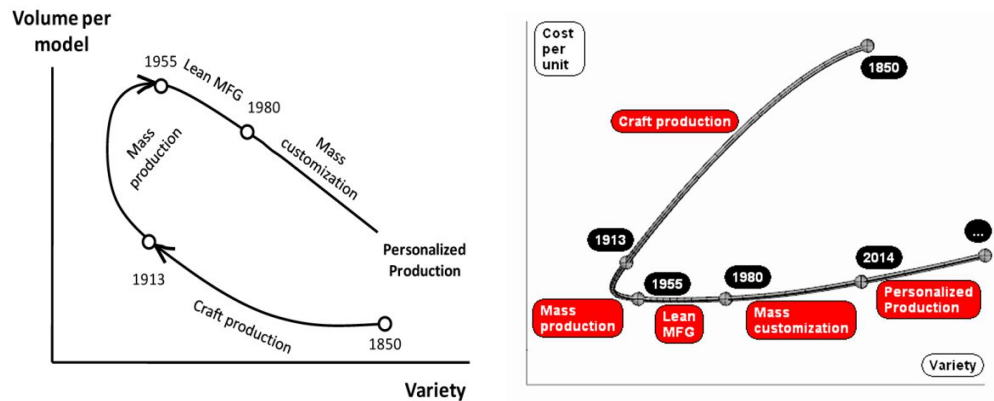 Volume per
model
1955
Lean MFG
1980
Mass
production
Mass
customization
Personalized
Production
1913
Craft production
1850
Variety
Cost
per
unit
1850
Craft production
1913
1955
1980
2014
...
Mass
production
Lean
MFG
Mass
customization
Personalized
Production
Variety